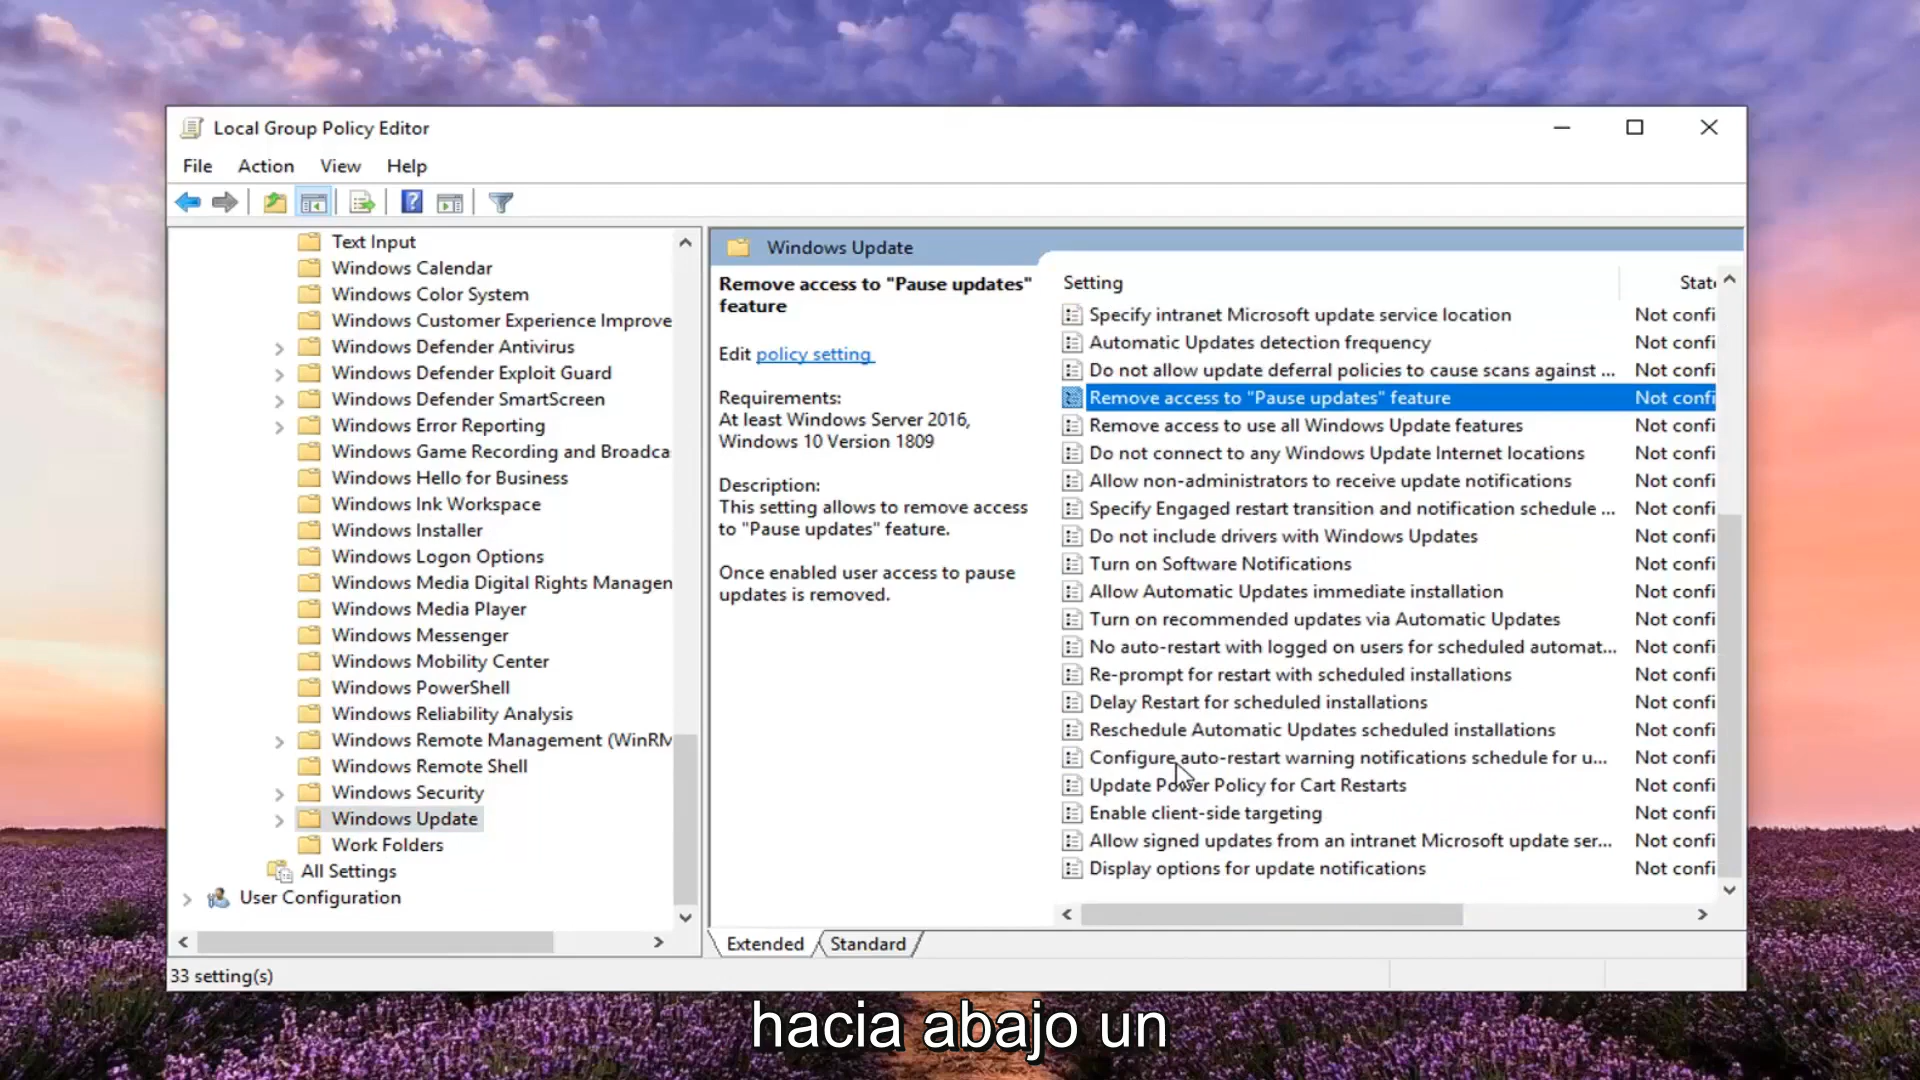 Local Group Policy Editor
File Action View Help
Text Input
Windows Calendar
Windows Color System
Windows Customer Experience Improve
Windows Defender Antivirus
Windows Defender Exploit Guard
Windows Defender SmartScreen
Windows Error Reporting
Windows Game Recording and Broadca
Windows Hello for Business
Windows Ink Workspace
Windows Installer
Windows Logon Options
Windows Media Digital Rights Managen
Windows Media Player
Windows Messenger
Windows Mobility Center
Windows PowerShell
Windows Reliability Analysis
Windows Remote Management (WinRM
Windows Remote Shell
Windows Security
Windows Update
Work Folders
All Settings
User Configuration
Windows Update
Remove access to "Pause updates"
feature
Edit policy setting
Requirements:
At least Windows Server 2016,
Windows 10 Version 1809
Description:
This setting allows to remove access
to "Pause updates" feature.
Once enabled user access to pause
updates is removed.
Setting State
Specify intranet Microsoft update service location Not confi
Automatic Updates detection frequency Not confi
Do not allow update deferral policies to cause scans against ... Not confi
Remove access to "Pause updates" feature Not confi
Remove access to use all Windows Update features Not confi
Do not connect to any Windows Update Internet locations Not confi
Allow non-administrators to receive update notifications Not confi
Specify Engaged restart transition and notification schedule ... Not confi
Do not include drivers with Windows Updates Not confi
Turn on Software Notifications Not confi
Allow Automatic Updates immediate installation Not confi
Turn on recommended updates via Automatic Updates Not confi
No auto-restart with logged on users for scheduled automat... Not confi
Re-prompt for restart with scheduled installations Not confi
Delay Restart for scheduled installations Not confi
Reschedule Automatic Updates scheduled installations Not confi
Configure auto-restart warning notifications schedule for u... Not confi
Update Power Policy for Cart Restarts Not confi
Enable client-side targeting Not confi
Allow signed updates from an intranet Microsoft update ser... Not confi
Display options for update notifications Not confi
Extended Standard
33 setting(s)
hacia abajo un